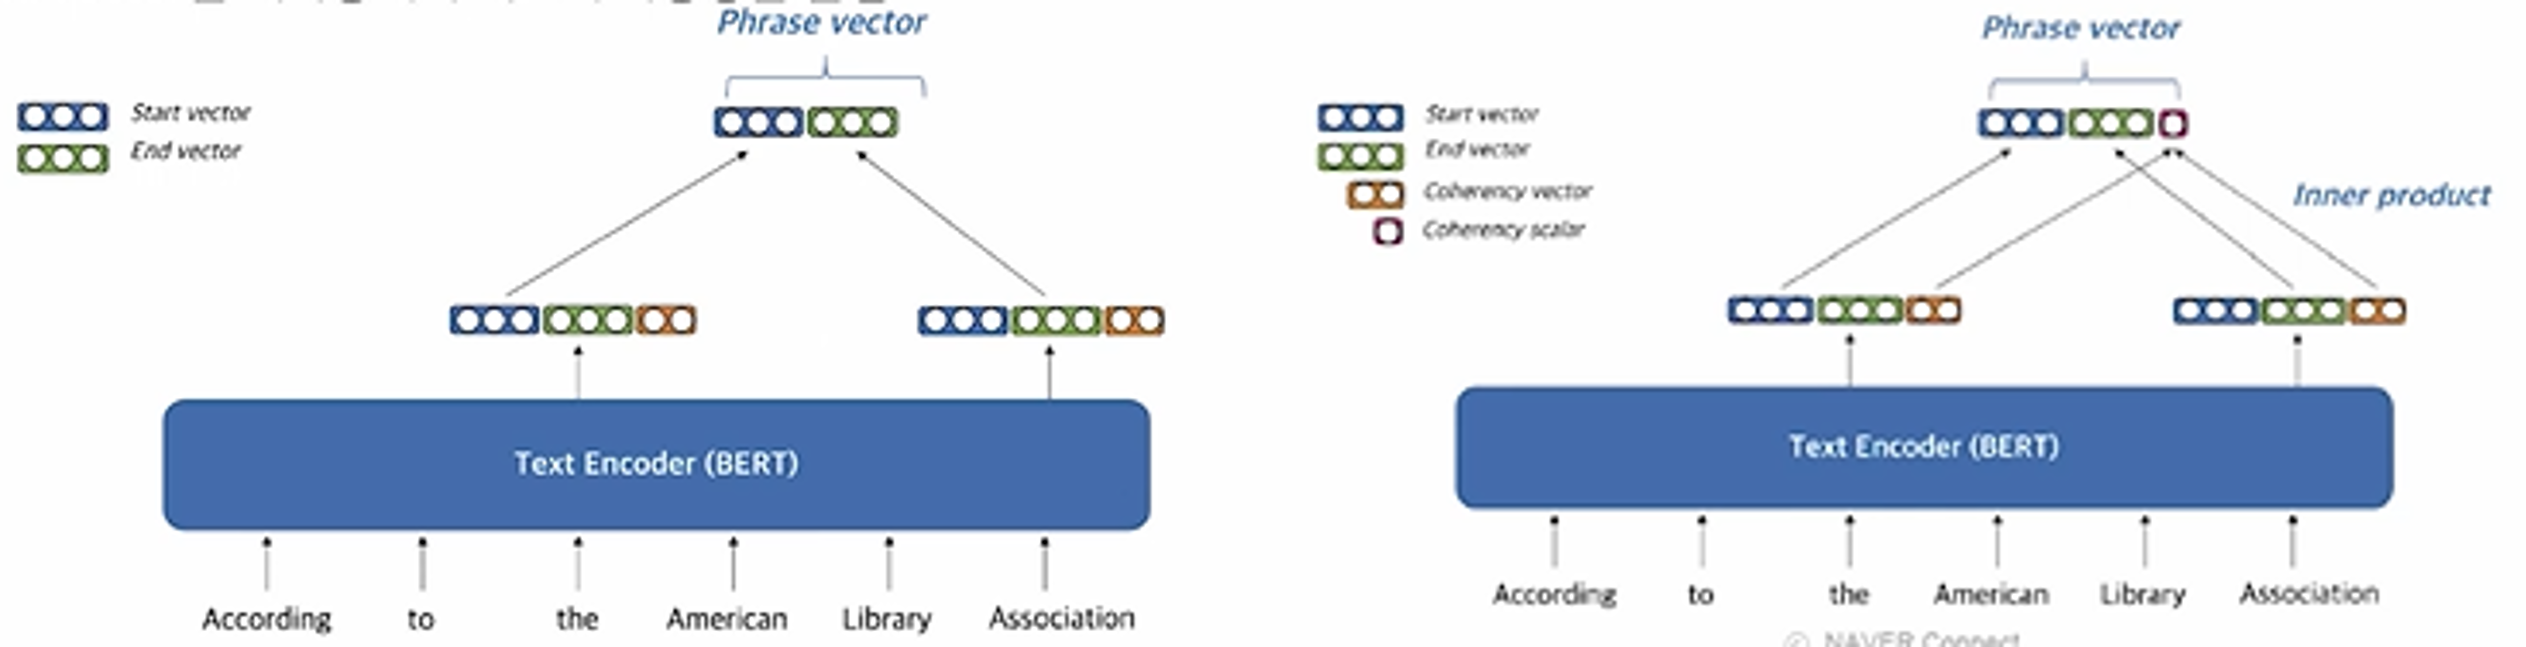 Phrase vector
Start vector
End vector
Text Encoder (BERT)
According to the American Library Association
Phrase vector
Start vector
End vector
Coherency vector
Coherency scalar
Inner product
Text Encoder (BERT)
According to the American Library Association
NAVER Connect